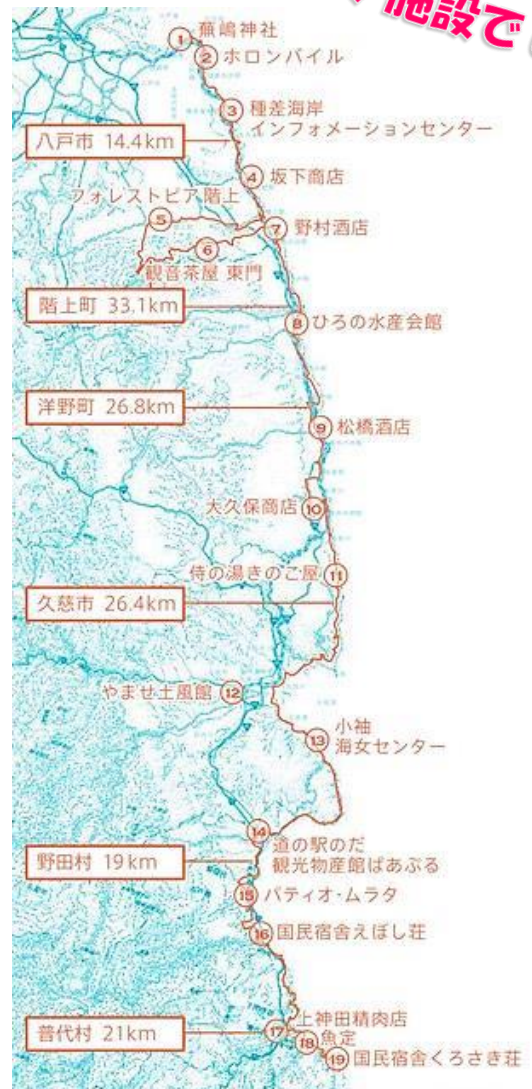 施設で
① 蕪嶋神社
② ホロンバイル
③ 種差海岸
インフォメーションセンター
八戸市 14.4km
④ 坂下商店
フォレストピア 階上
⑤
⑦ 野村酒店
⑥
観音茶屋 東門
階上町 33.1km
⑧ ひろの水産会館
洋野町 26.8km
⑨ 松橋酒店
大久保商店 ⑩
侍の湯きのこ屋 ⑪
久慈市 26.4km
やませ土風館 ⑫
⑬ 小袖
海女センター
⑭ 道の駅のだ
観光物産館ぱあぷる
野田村 19km
⑮ パティオ・ムラタ
⑯ 国民宿舎えぼし荘
上神田精肉店
普代村 21km
⑰
⑱ 魚定
⑲ 国民宿舎くろさき荘